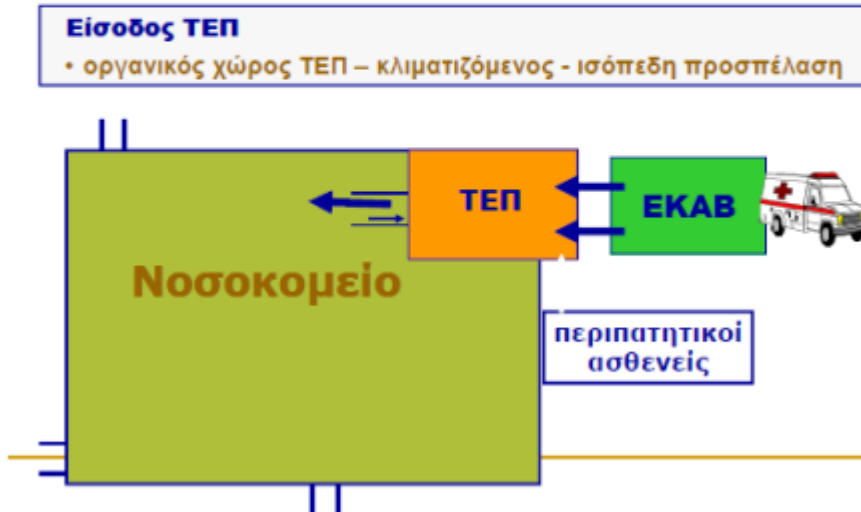 Είσοδος ΤΕΠ
• οργανικός χώρος ΤΕΠ – κλιματιζόμενος - ισόπεδη προσπέλαση
ΤΕΠ
ΕΚΑΒ
Νοσοκομείο
περιπατητικοί
ασθενείς